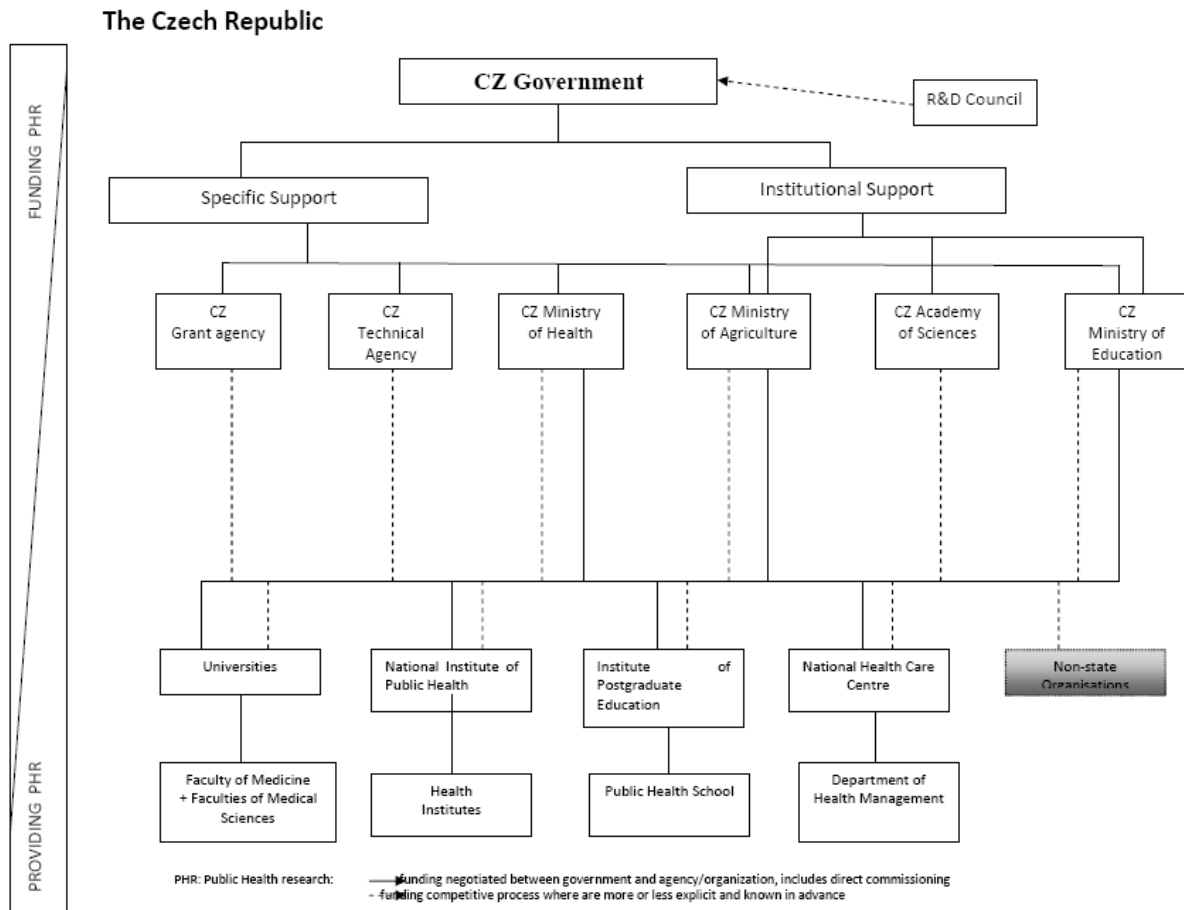 The Czech Republic
FUNDING PHR
CZ Government
R&D Council
Specific Support
Institutional Support
CZ
Grant agency
CZ
Technical
Agency
CZ Ministry
of Health
CZ Ministry
of Agriculture
CZ Academy
of Sciences
CZ
Ministry of
Education
Universities
National Institute of
Public Health
Institute of
Postgraduate
Education
National Health Care
Centre
Non-state
Organisations
Faculty of Medicine
+ Faculties of Medical
Sciences
Health
Institutes
Public Health School
Department of
Health Management
PROVIDING PHR
PHR: Public Health research:
funding negotiated between government and agency/organization, includes direct commissioning
funding competitive process where are more or less explicit and known in advance